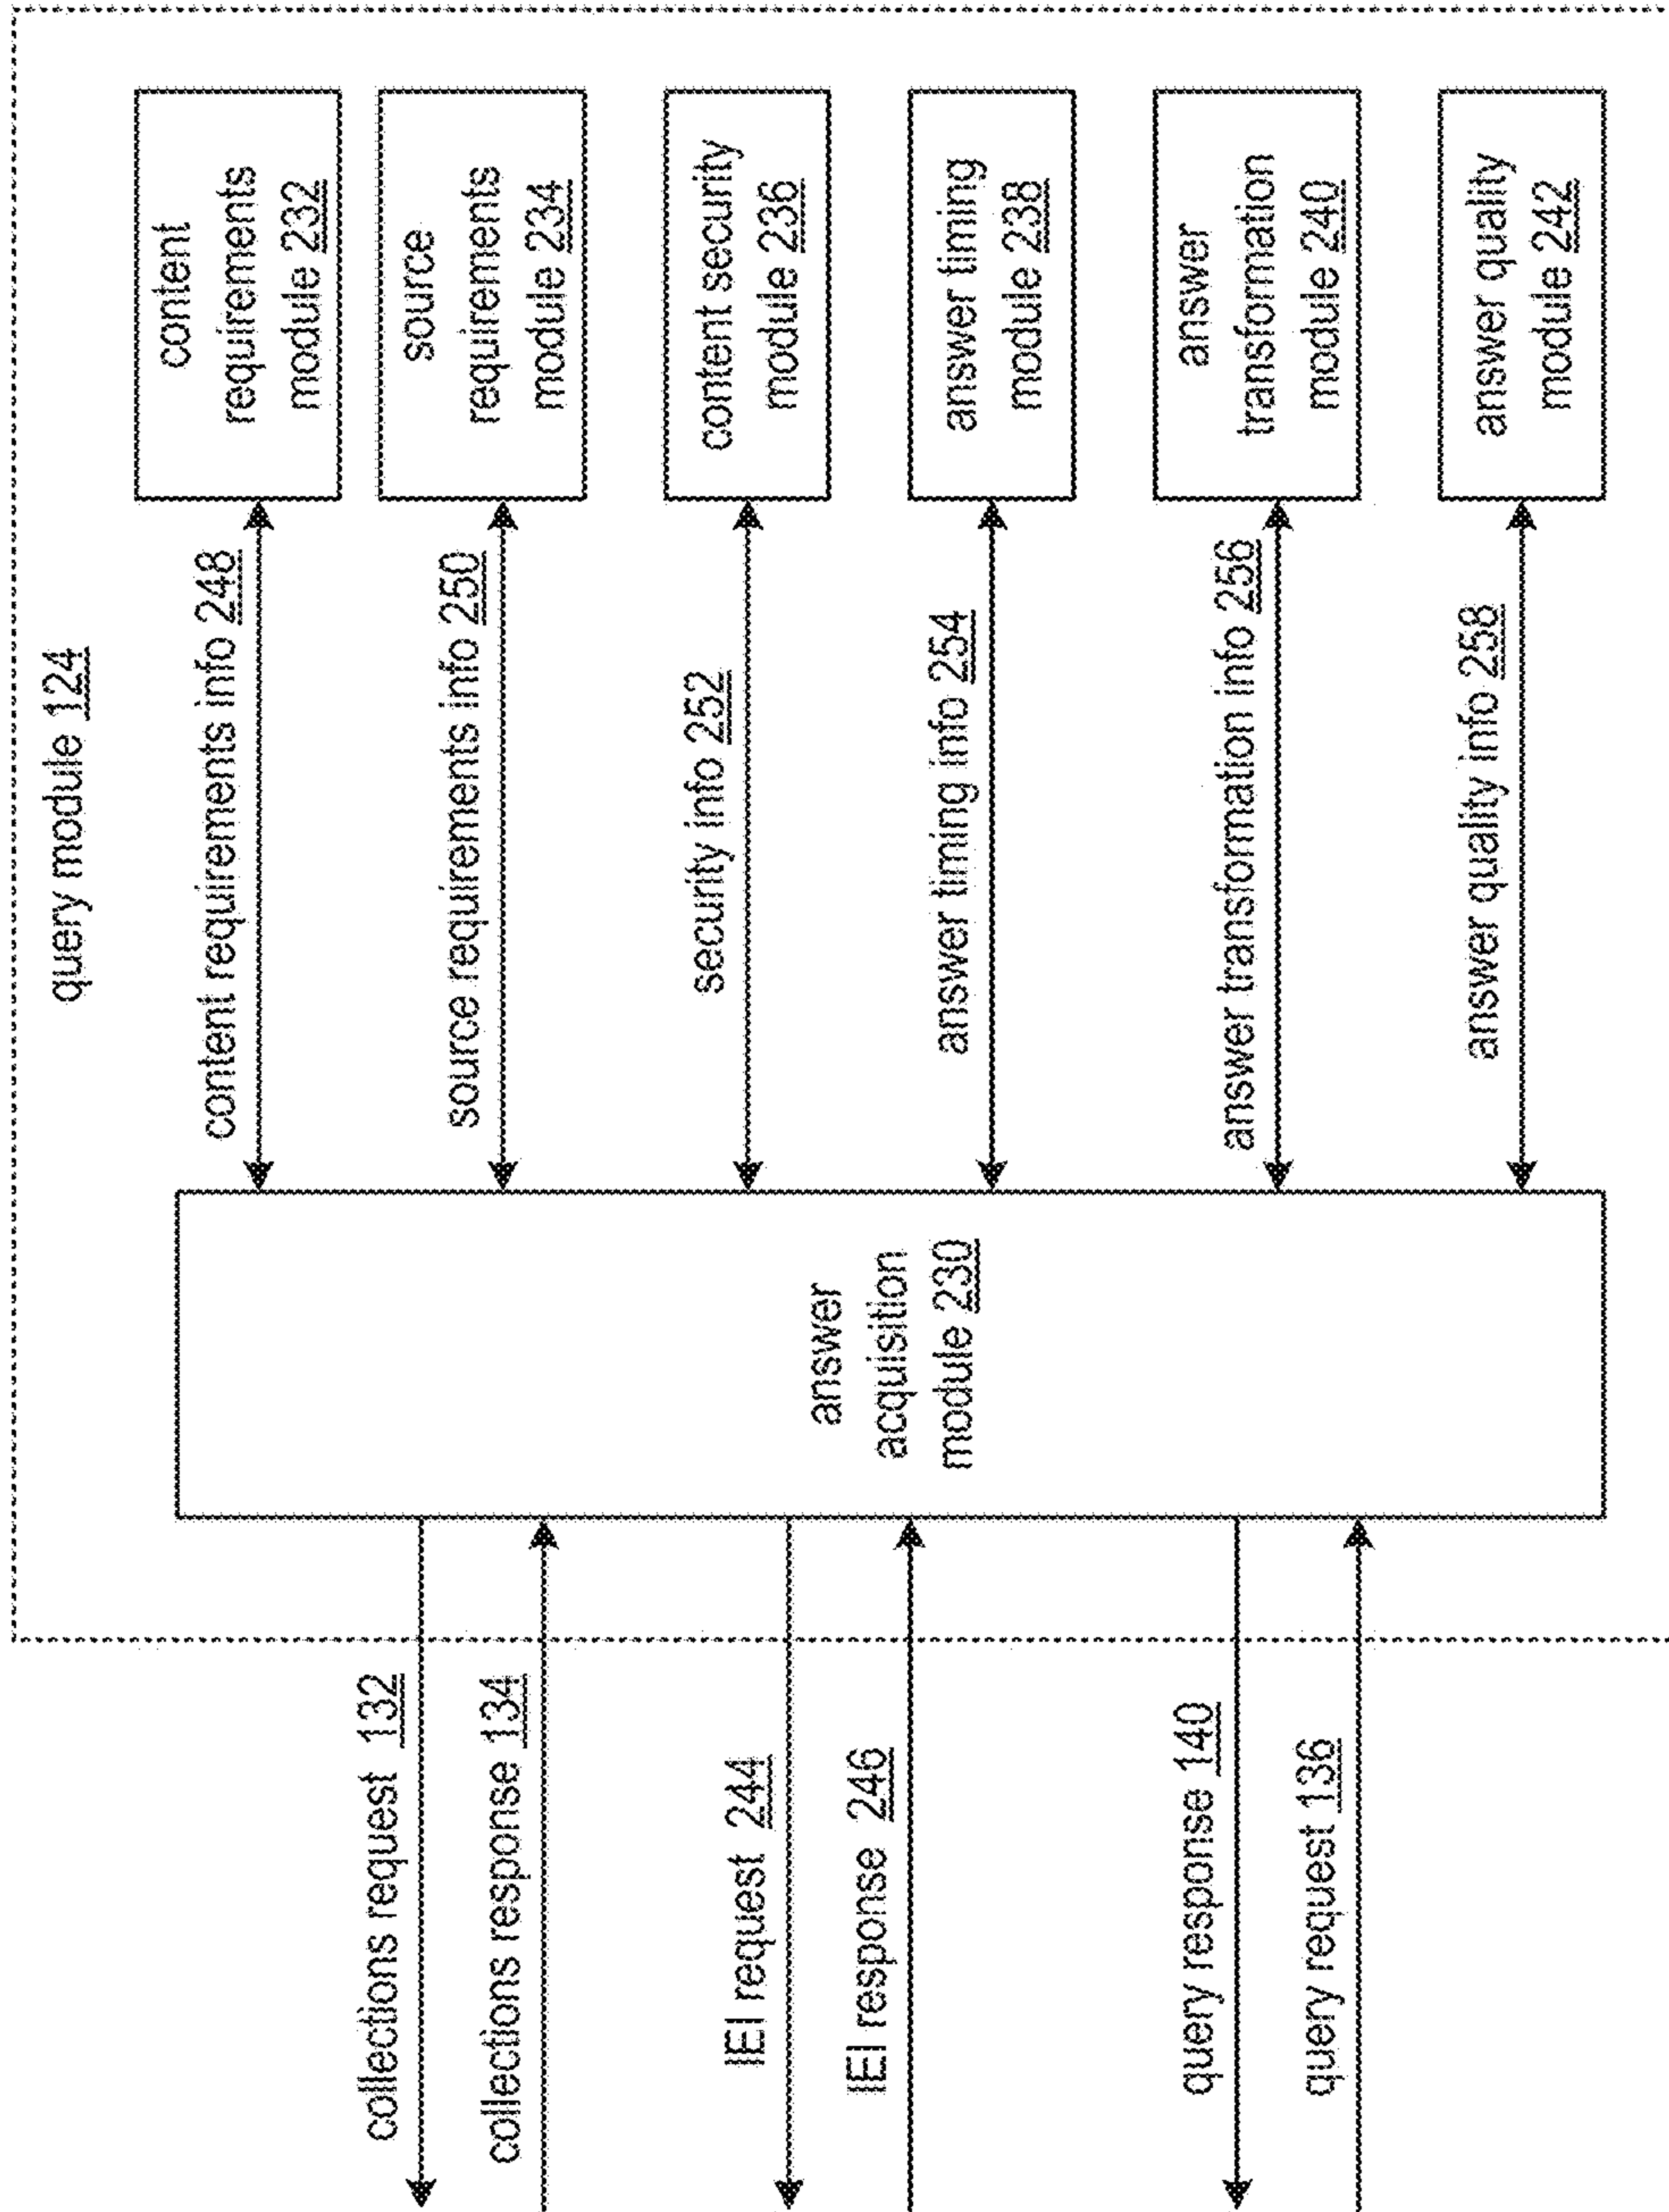 query module 124
content
requirements
module 232
content requirements info 248
source
requirements
module 234
source requirements info 250
content security
module 236
security info 252
answer timing
module 238
answer timing info 254
answer
transformation
module 240
answer transformation info 256
answer quality
module 242
answer quality info 258
answer
acquisition
module 230
collections request 132
collections response 134
IEI request 244
IEI response 246
query response 140
query request 136